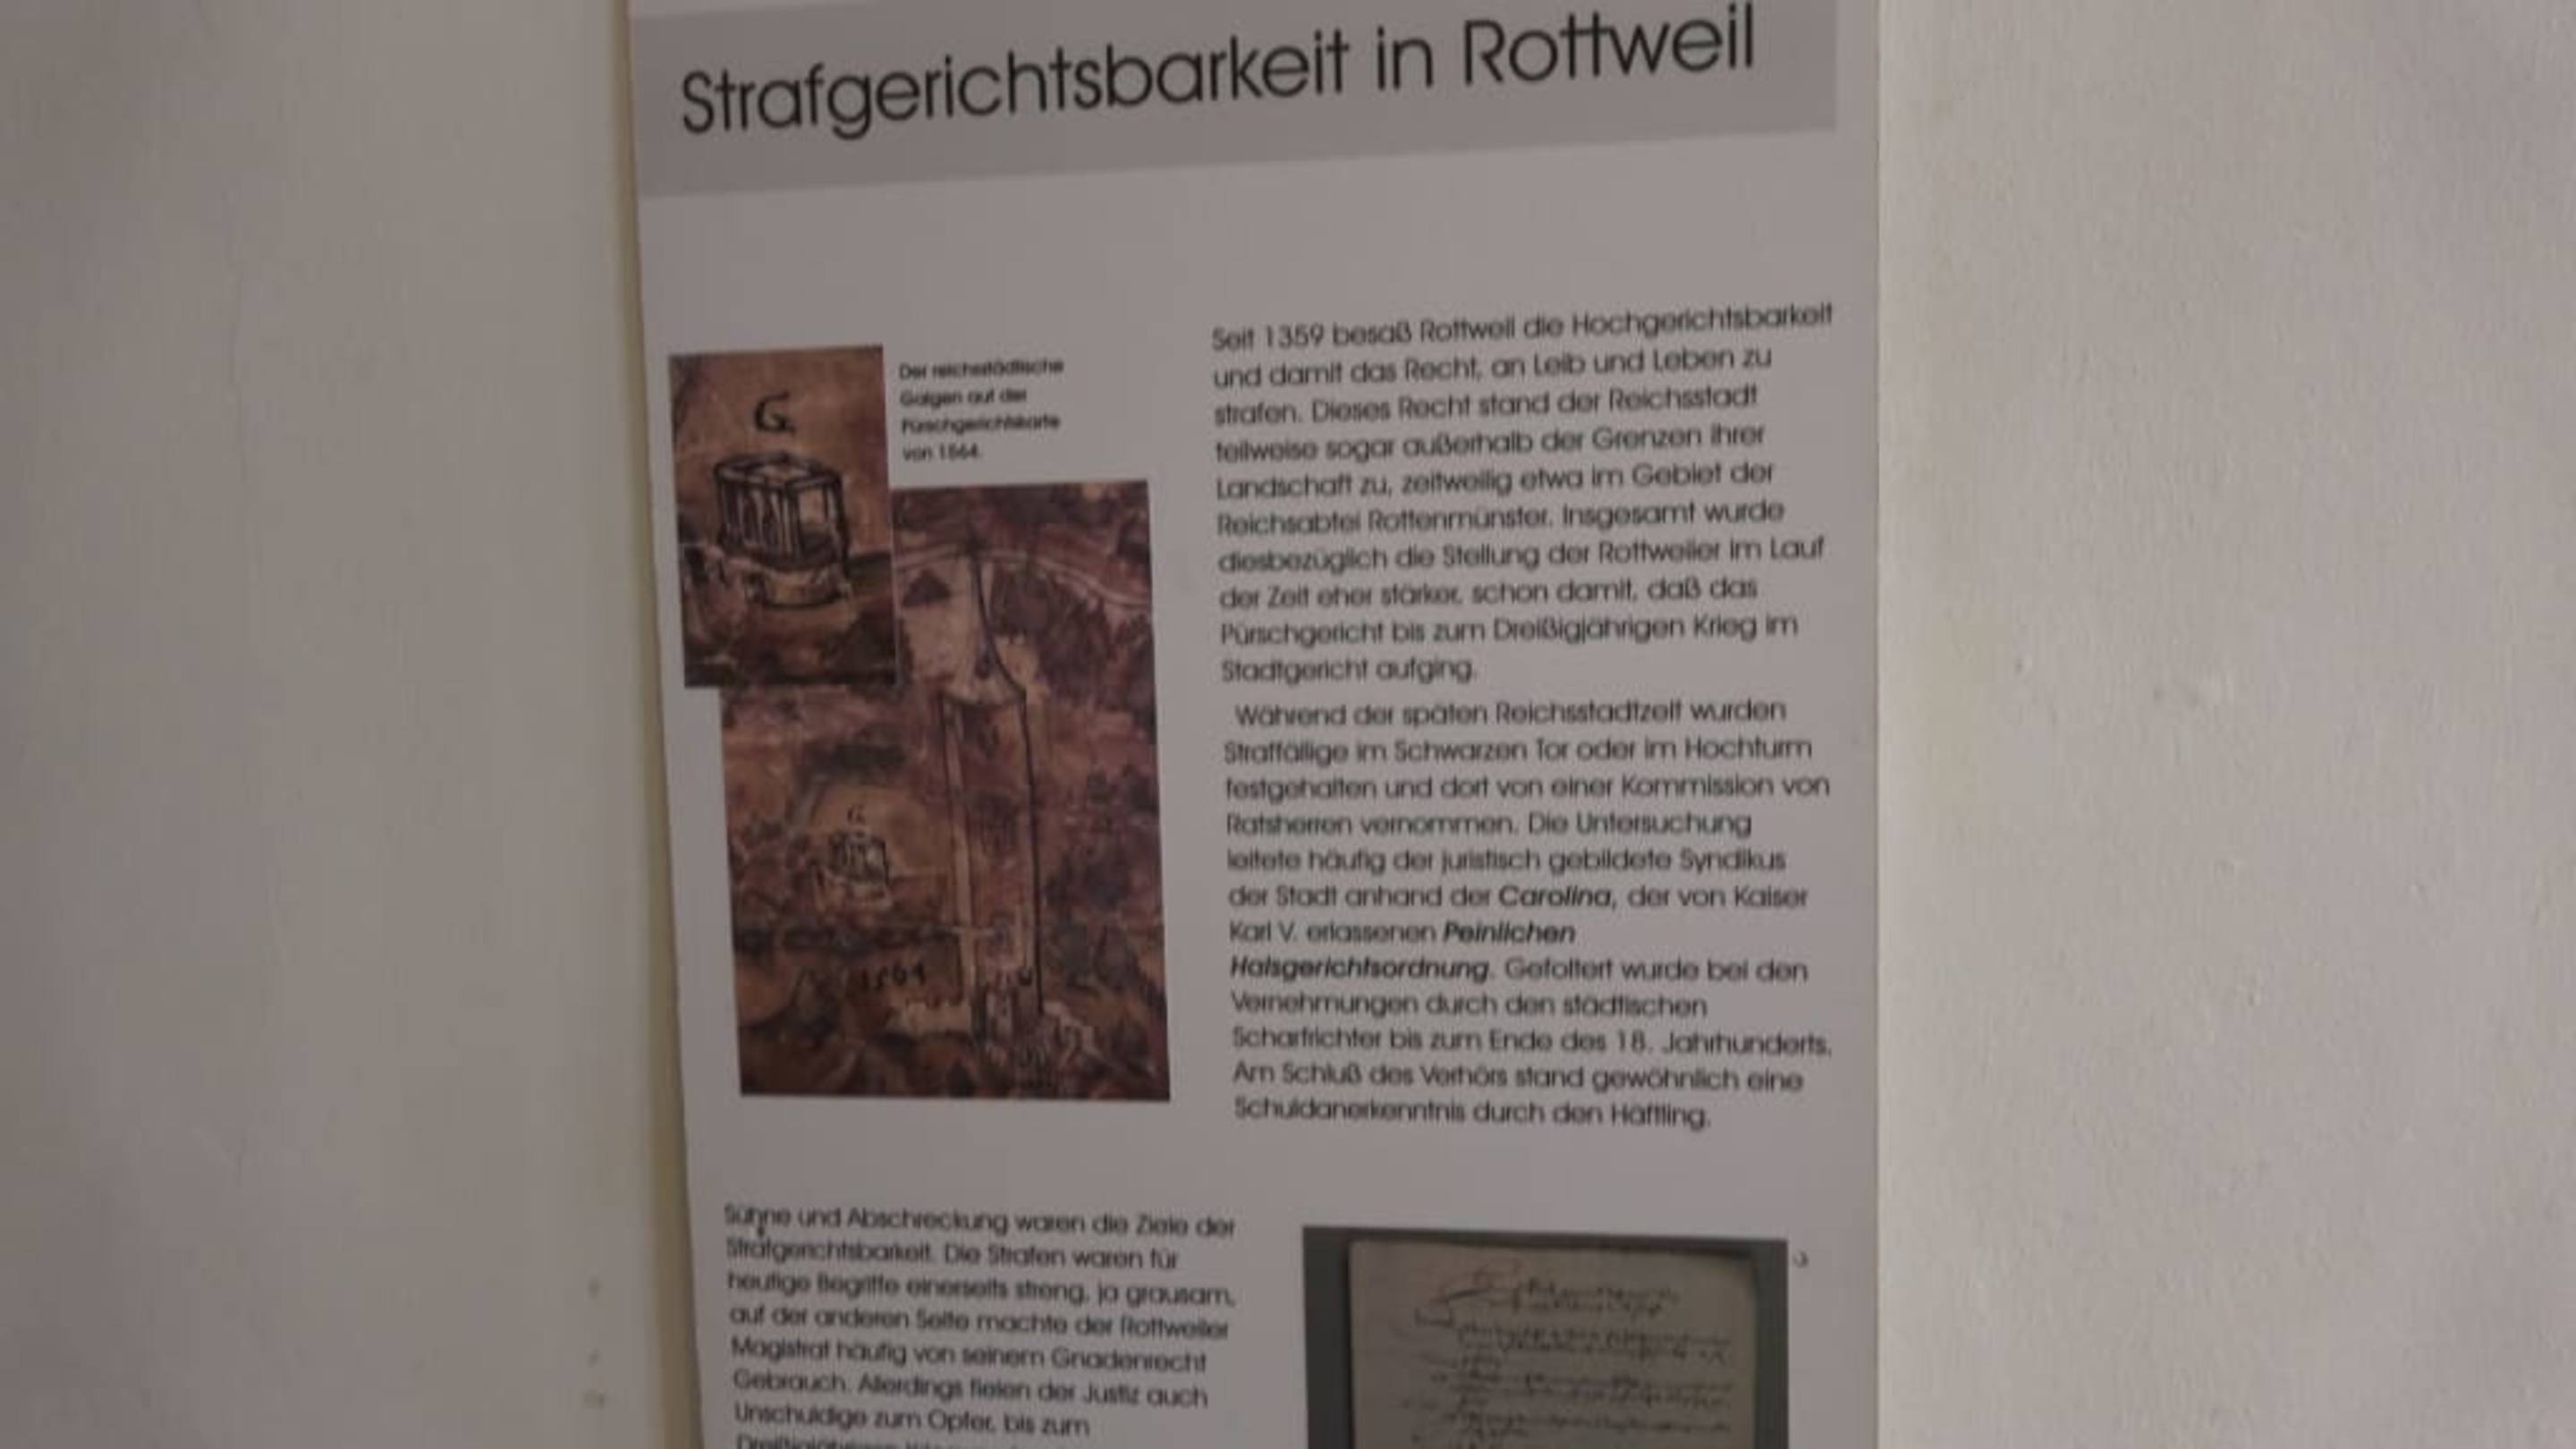 Strafgerichtsbarkeit in Rottweil
Der reichsstädtische
Galgen auf der
Pürschgerichtskarte
von 1564.
G.
G.
1564
Seit 1359 besaß Rottweil die Hochgerichtsbarkeit
und damit das Recht, an Leib und Leben zu
strafen. Dieses Recht stand der Reichsstadt
teilweise sogar außerhalb der Grenzen ihrer
Landschaft zu, zeitweilig etwa im Gebiet der
Reichsabtei Rottenmünster. Insgesamt wurde
diesbezüglich die Stellung der Rottweiler im Lauf
der Zeit eher stärker, schon damit, daß das
Pürschgericht bis zum Dreißigjährigen Krieg im
Stadtgericht aufging.
Während der späten Reichsstadtzeit wurden
Straffällige im Schwarzen Tor oder im Hochturm
festgehalten und dort von einer Kommission von
Ratsherren vernommen. Die Untersuchung
leitete häufig der juristisch gebildete Syndikus
der Stadt anhand der Carolina, der von Kaiser
Karl V. erlassenen Peinlichen
Halsgerichtsordnung. Gefoltert wurde bei den
Vernehmungen durch den städtischen
Scharfrichter bis zum Ende des 18. Jahrhunderts.
Am Schluß des Verhörs stand gewöhnlich eine
Schuldanerkenntnis durch den Häftling.
Sühne und Abschreckung waren die Ziele der
Strafgerichtsbarkeit. Die Strafen waren für
heutige Begriffe einerseits streng, ja grausam,
auf der anderen Seite machte der Rottweiler
Magistrat häufig von seinem Gnadenrecht
Gebrauch. Allerdings fielen der Justiz auch
Unschuldige zum Opfer, bis zum